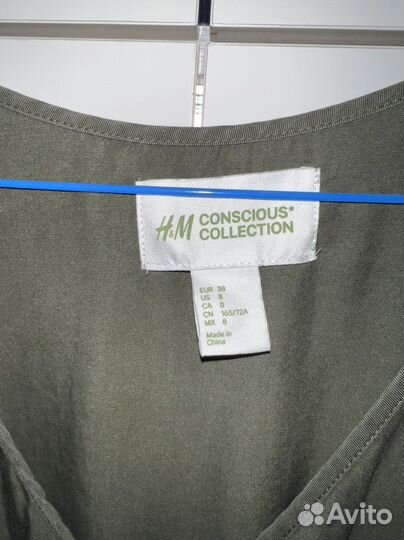 H&M CONSCIOUS*
COLLECTION
EUR 38
US 8
CA 8
CN 165/72A
MX 8
Made in
China
Avito